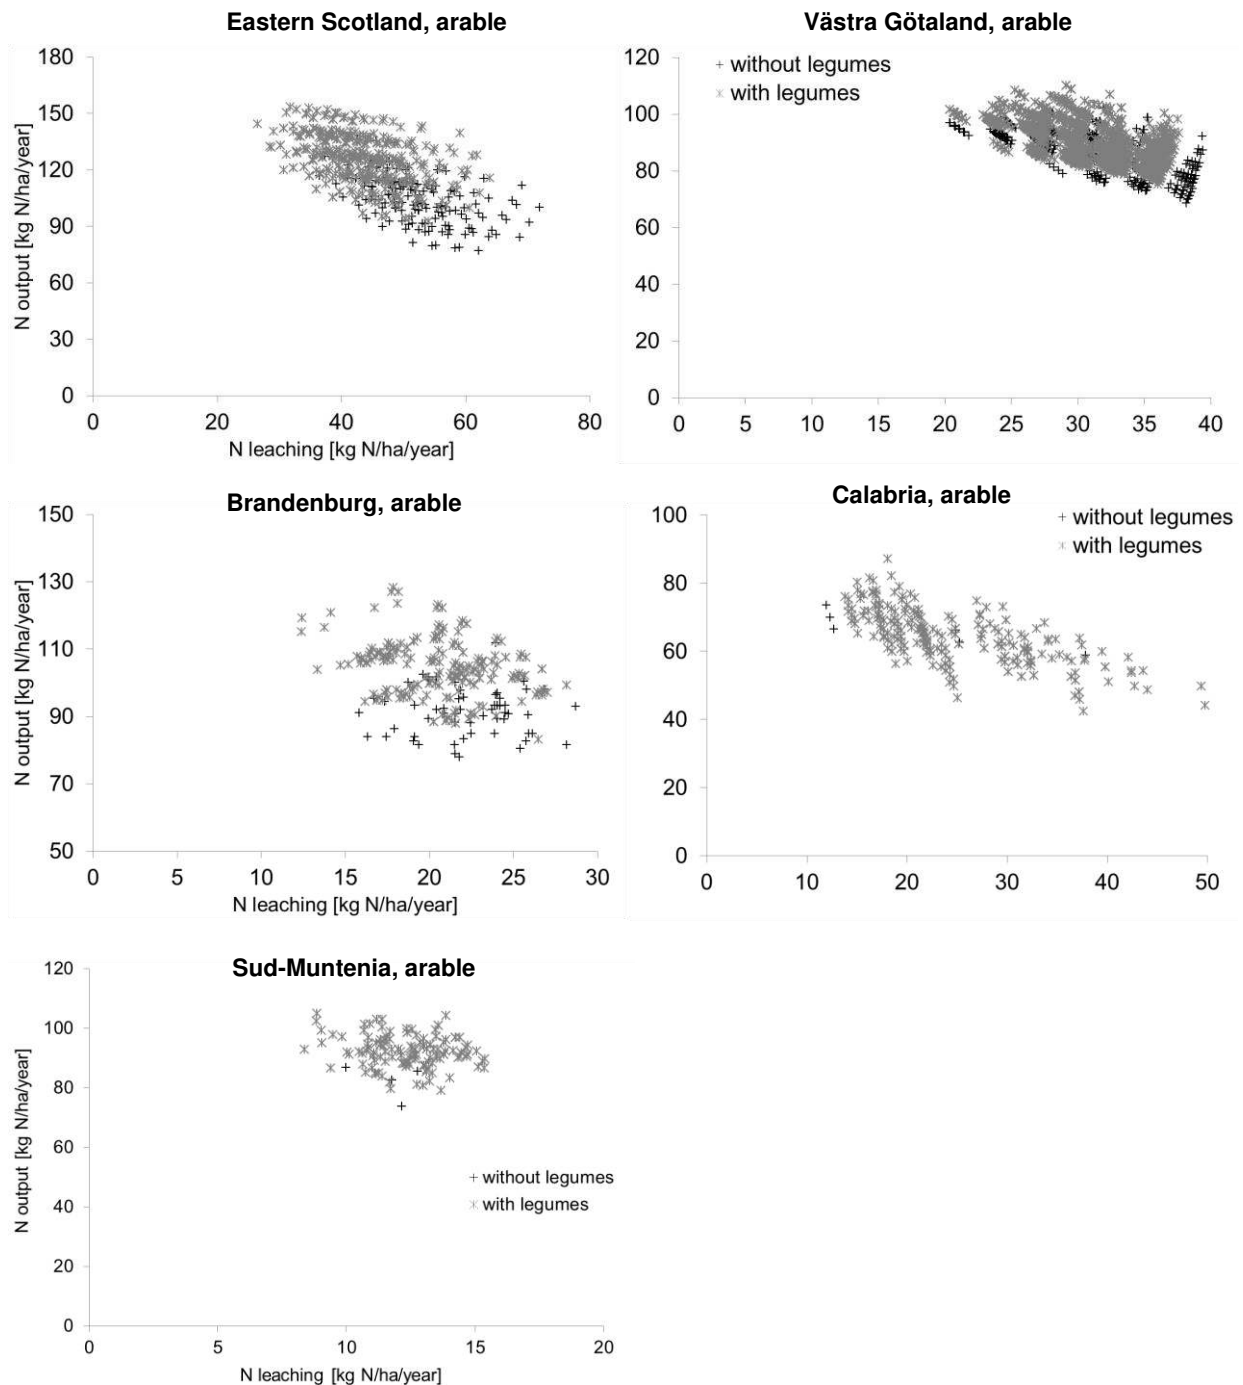 Eastern Scotland, arable
180
150
120
90
60
30
0
0 20 40 60 80
N output [kg N/ha/year]
N leaching [kg N/ha/year]
Västra Götaland, arable
+ without legumes
with legumes
120
100
80
60
40
20
0
0 5 10 15 20 25 30 35 40
Brandenburg, arable
150
130
110
90
70
50
0 5 10 15 20 25 30
N output [kg N/ha/year]
N leaching [kg N/ha/year]
Calabria, arable
+ without legumes
with legumes
100
80
60
40
20
0
0 10 20 30 40 50
Sud-Muntenia, arable
120
100
80
60
40
20
0
0 5 10 15 20
N output [kg N/ha/year]
+ without legumes
with legumes
N leaching [kg N/ha/year]